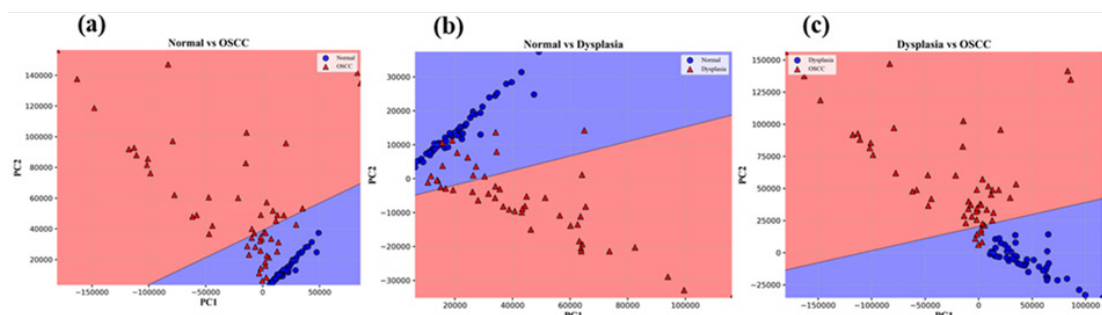 (a)
Normal vs OSCC
Normal
OSCC
PC2
140000
120000
100000
80000
60000
40000
20000
−150000 −100000 −50000 0 50000
PC1
(b)
Normal vs Dysplasia
Normal
Dysplasia
PC2
30000
20000
10000
0
−10000
−20000
−30000
20000 40000 60000 80000 100000
PC1
(c)
Dysplasia vs OSCC
Dysplasia
OSCC
PC2
150000
125000
100000
75000
50000
25000
0
−25000
−150000 −100000 −50000 0 50000 100000
PC1